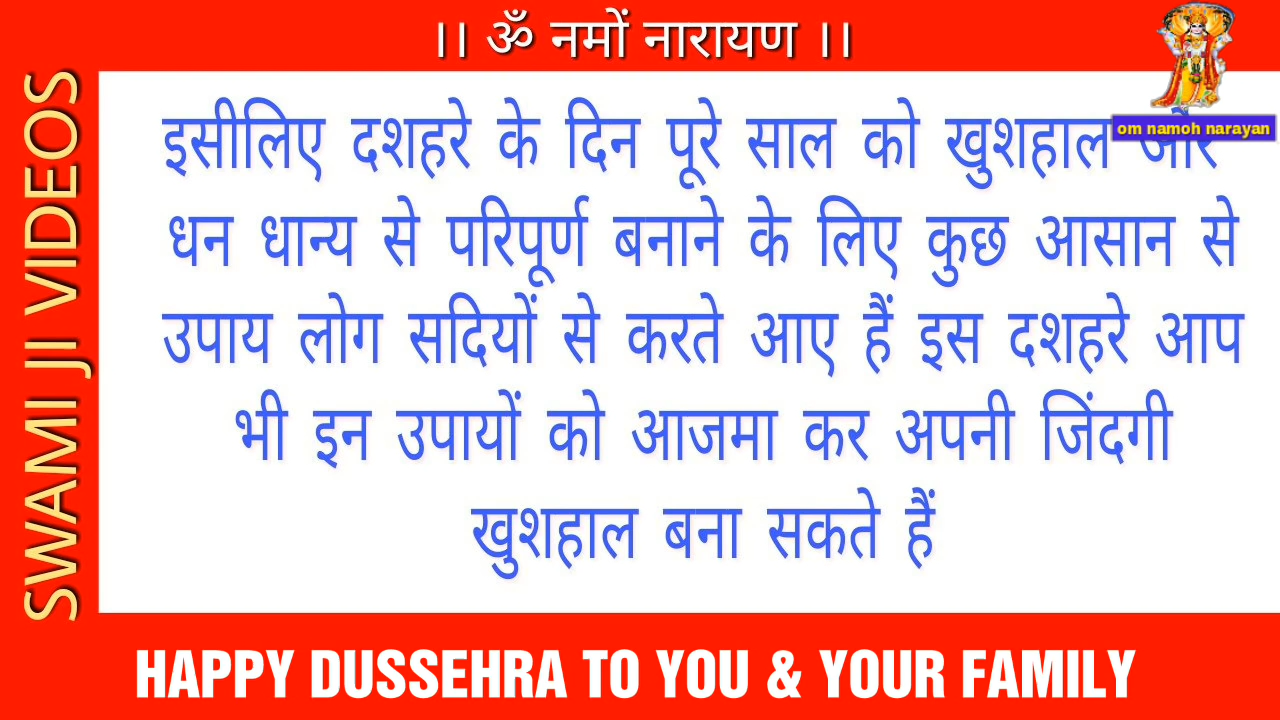 ।। ॐ नमों नारायण ।।
om namoh narayan
SWAMI JI VIDEOS
इसीलिए दशहरे के दिन पूरे साल को खुशहाल और
धन धान्य से परिपूर्ण बनाने के लिए कुछ आसान से
उपाय लोग सदियों से करते आए हैं इस दशहरे आप
भी इन उपायों को आजमा कर अपनी जिंदगी
खुशहाल बना सकते हैं
HAPPY DUSSEHRA TO YOU & YOUR FAMILY